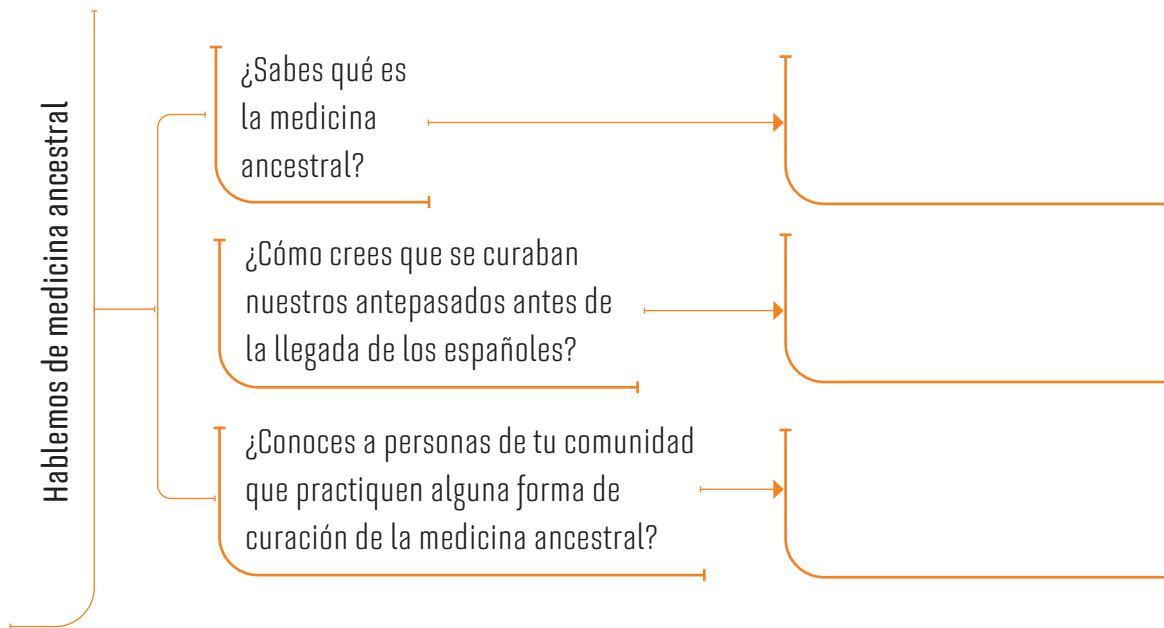 Hablemos de medicina ancestral
¿Sabes qué es
la medicina
ancestral?
¿Cómo crees que se curaban
nuestros antepasados antes de
la llegada de los españoles?
¿Conoces a personas de tu comunidad
que practiquen alguna forma de
curación de la medicina ancestral?